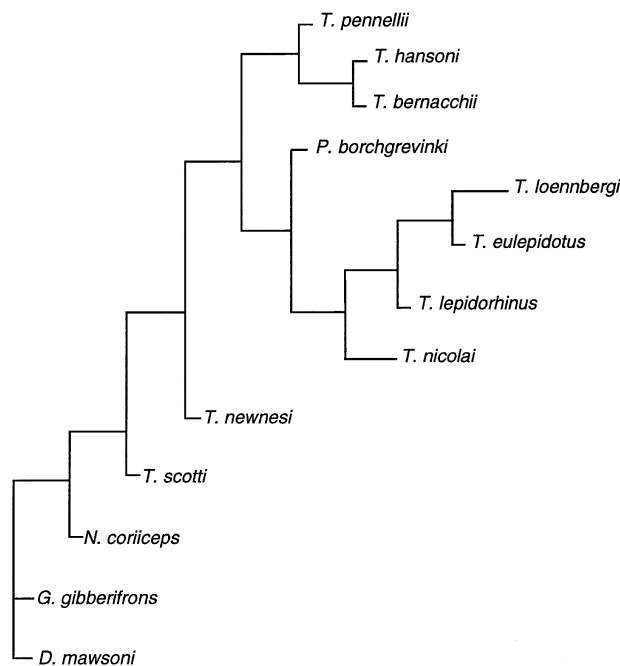 T. pennellii
T. hansoni
T. bernacchii
P. borchgrevinki
T. loennbergi
T. eulepidotus
T. lepidorhinus
T. nicolai
T. newnesi
T. scotti
N. coriiceps
G. gibberifrons
D. mawsoni